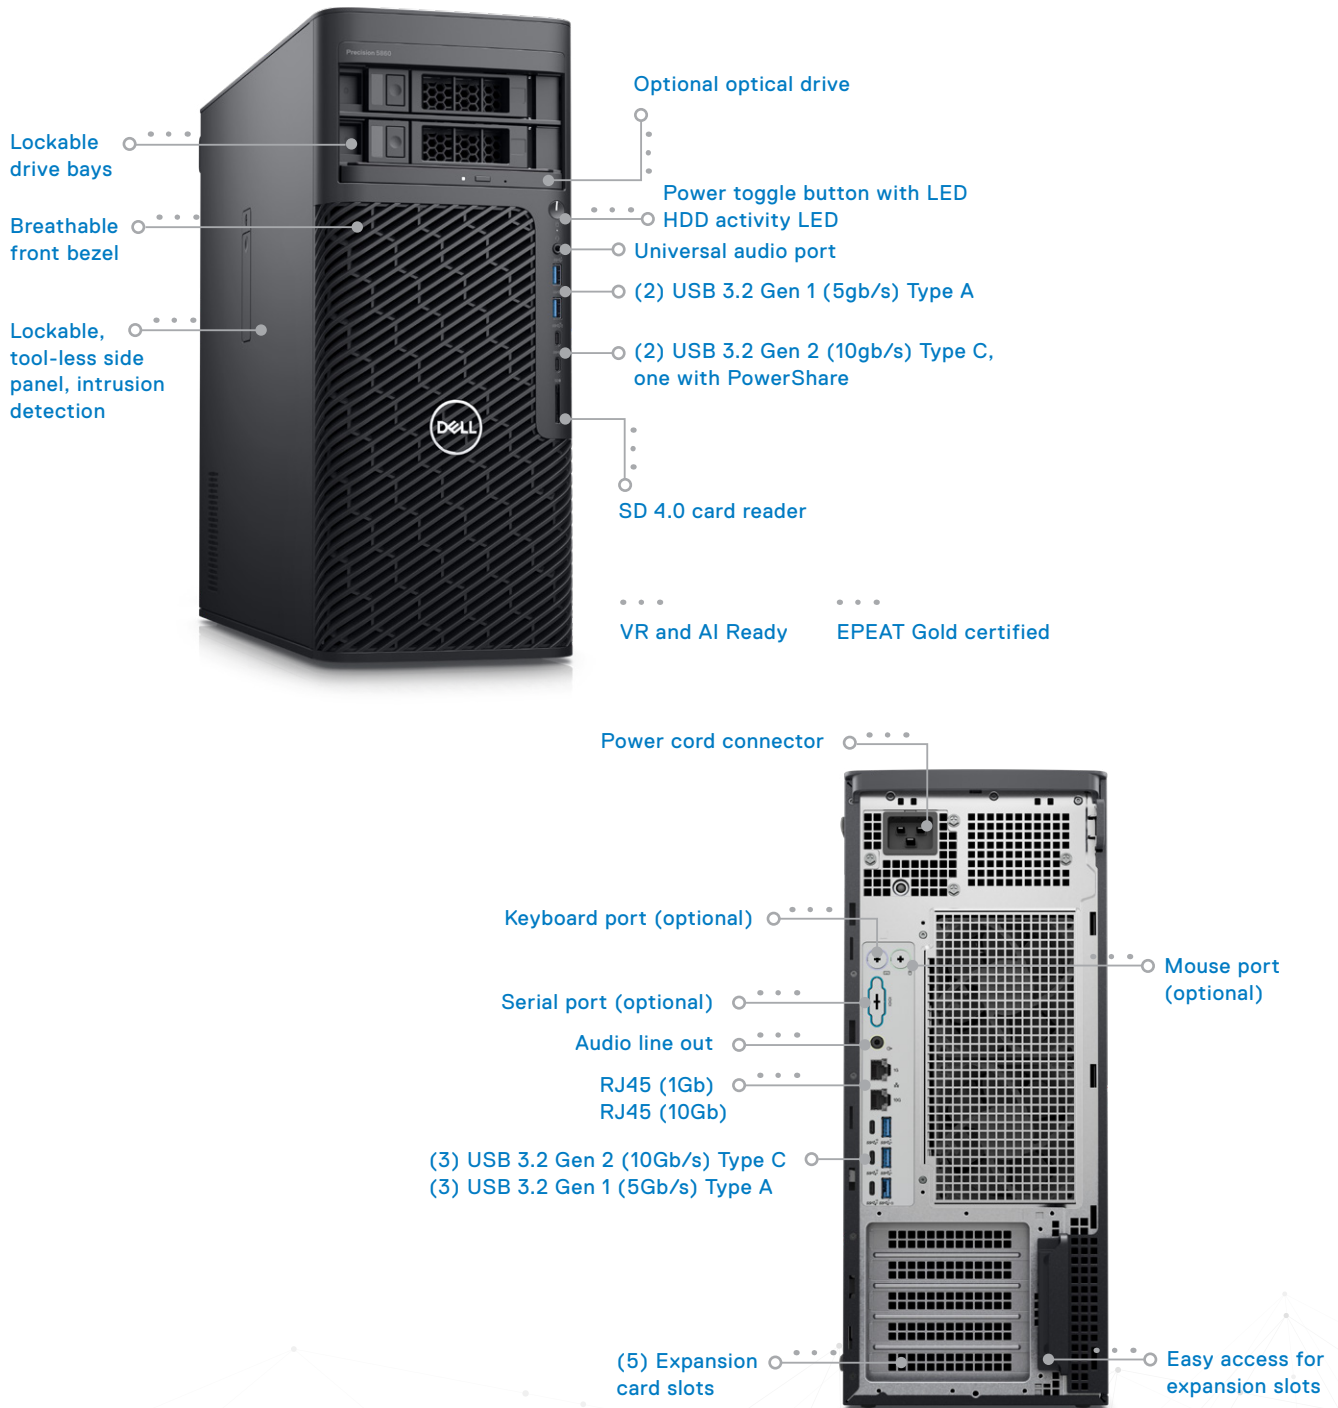 Precision 5860
Optional optical drive
Lockable
drive bays
Power toggle button with LED
HDD activity LED
Breathable
front bezel
Universal audio port
(2) USB 3.2 Gen 1 (5gb/s) Type A
Lockable,
tool-less side
panel, intrusion
detection
(2) USB 3.2 Gen 2 (10gb/s) Type C,
one with PowerShare
DELL
SD 4.0 card reader
VR and AI Ready
EPEAT Gold certified
Power cord connector
Keyboard port (optional)
Mouse port
(optional)
Serial port (optional)
Audio line out
RJ45 (1Gb)
RJ45 (10Gb)
(3) USB 3.2 Gen 2 (10Gb/s) Type C
(3) USB 3.2 Gen 1 (5Gb/s) Type A
(5) Expansion
card slots
Easy access for
expansion slots